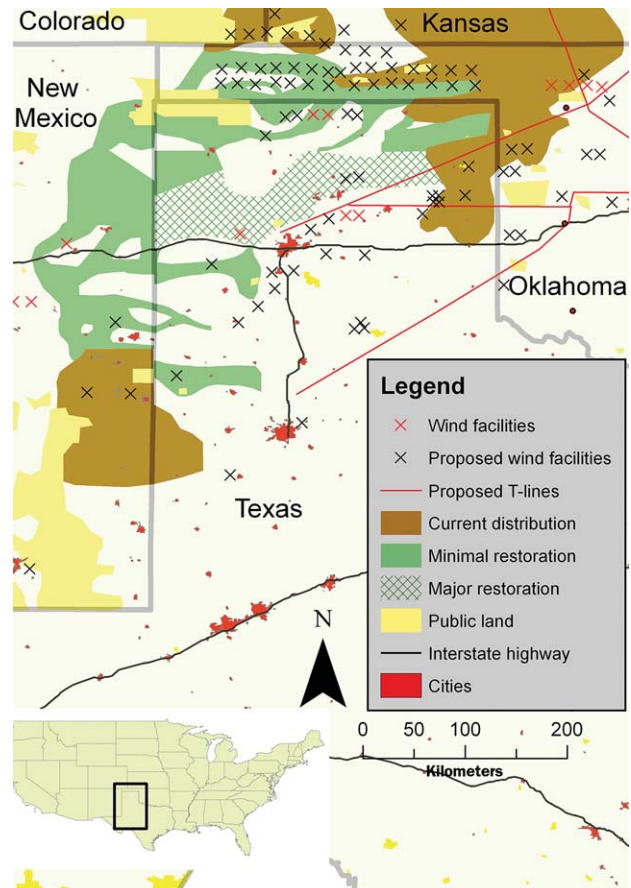 Colorado
Kansas
New
Mexico
Oklahoma
Texas
Legend
Wind facilities
Proposed wind facilities
Proposed T-lines
Current distribution
Minimal restoration
Major restoration
Public land
Interstate highway
Cities
N
0 50 100 200
Kilometers